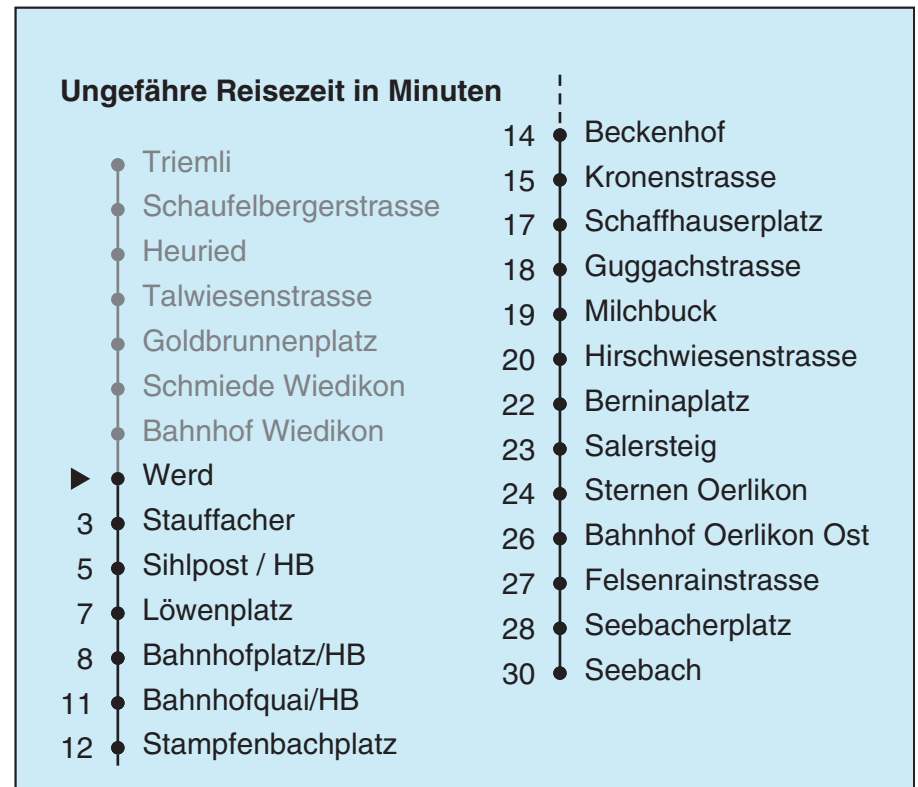 Ungefähre Reisezeit in Minuten
Triemli
Schaufelbergerstrasse
Heuried
Talwiesenstrasse
Goldbrunnenplatz
Schmiede Wiedikon
Bahnhof Wiedikon
Werd
3 Stauffacher
5 Sihlpost / HB
7 Löwenplatz
8 Bahnhofplatz/HB
11 Bahnhofquai/HB
12 Stampfenbachplatz
14 Beckenhof
15 Kronenstrasse
17 Schaffhauserplatz
18 Guggachstrasse
19 Milchbuck
20 Hirschwiesenstrasse
22 Berninaplatz
23 Salersteig
24 Sternen Oerlikon
26 Bahnhof Oerlikon Ost
27 Felsenrainstrasse
28 Seebacherplatz
30 Seebach